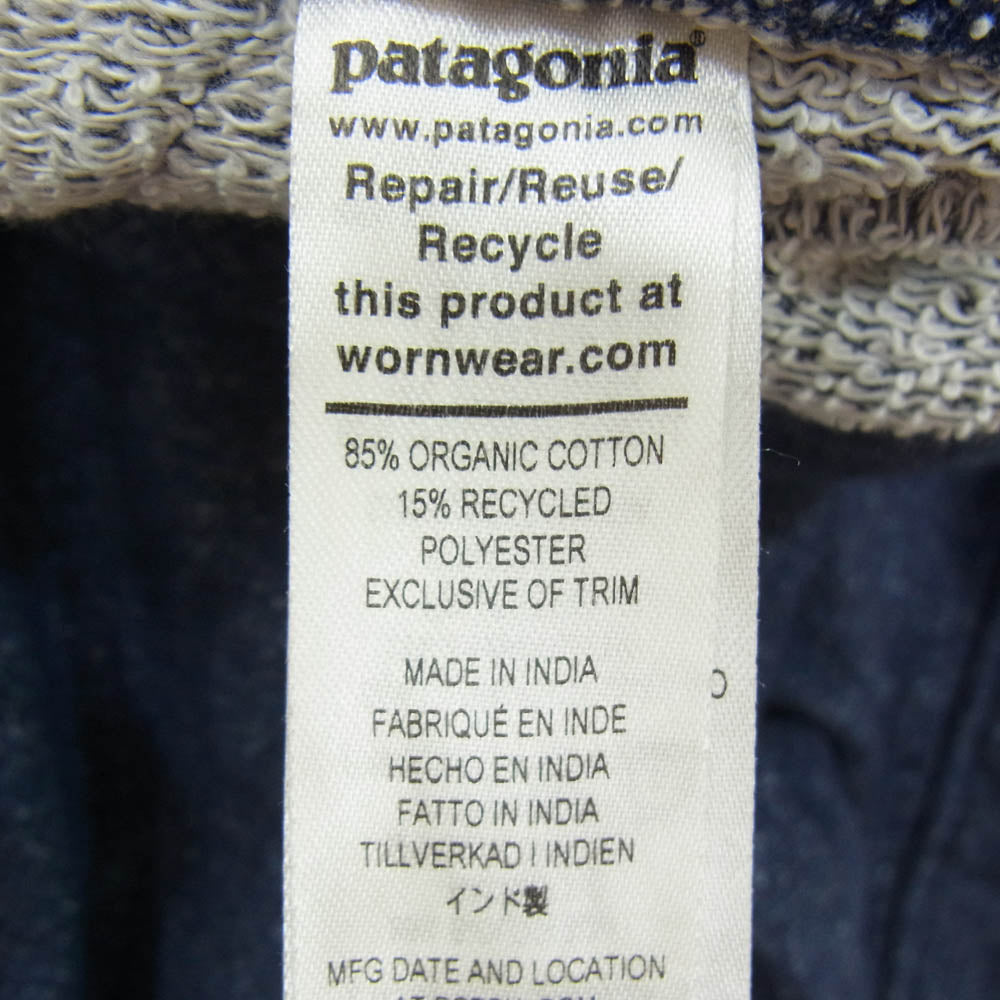 patagonia®
www.patagonia.com
Repair/Reuse/
Recycle
this product at
wornwear.com
85% ORGANIC COTTON
15% RECYCLED
POLYESTER
EXCLUSIVE OF TRIM
MADE IN INDIA
FABRIQUÉ EN INDE
HECHO EN INDIA
FATTO IN INDIA
TILLVERKAD I INDIEN
インド製
MFG DATE AND LOCATION